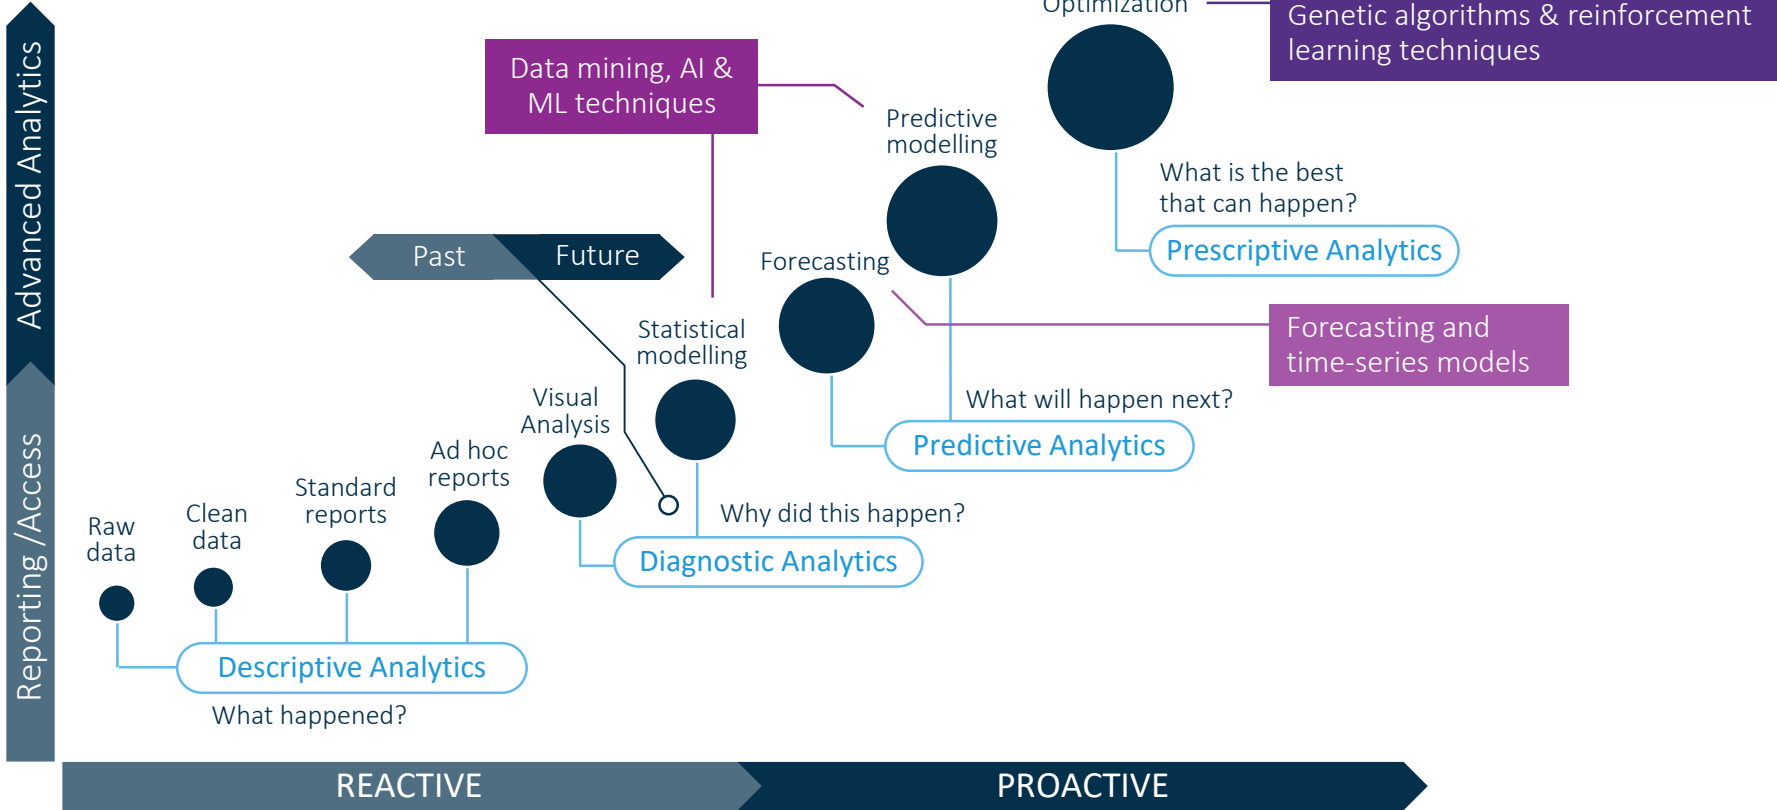 Optimization
Genetic algorithms & reinforcement
learning techniques
Data mining, AI &
ML techniques
Predictive
modelling
What is the best
that can happen?
Prescriptive Analytics
Past
Future
Forecasting
Statistical
modelling
Forecasting and
time-series models
Visual
Analysis
What will happen next?
Predictive Analytics
Ad hoc
reports
Standard
reports
Clean
data
Raw
data
Why did this happen?
Diagnostic Analytics
Descriptive Analytics
What happened?
Advanced Analytics
Reporting /Access
REACTIVE
PROACTIVE